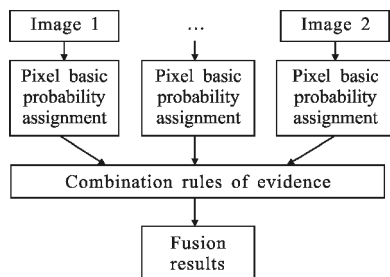 Image 1
...
Image 2
Pixel basic
probability
assignment
Pixel basic
probability
assignment
Pixel basic
probability
assignment
Combination rules of evidence
Fusion
results